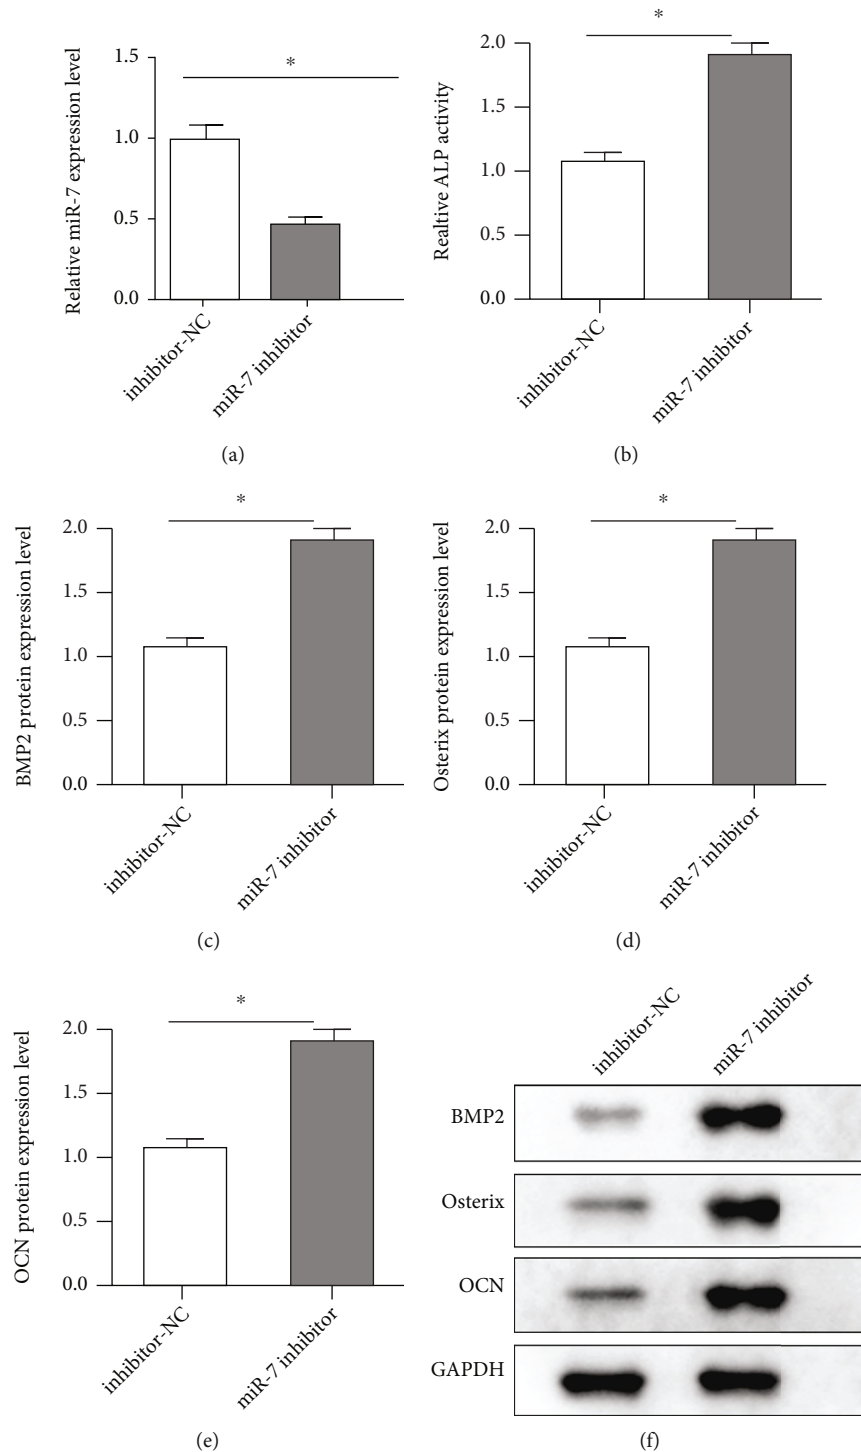 *
1.5
1.0
0.5
0.0
Relative miR-7 expression level
inhibitor-NC
miR-7 inhibitor
(a)
*
2.0
1.5
1.0
0.5
0.0
Realtive ALP activity
inhibitor-NC
miR-7 inhibitor
(b)
*
2.0
1.5
1.0
0.5
0.0
BMP2 protein expression level
inhibitor-NC
miR-7 inhibitor
(c)
*
2.0
1.5
1.0
0.5
0.0
Osterix protein expression level
inhibitor-NC
miR-7 inhibitor
(d)
*
2.0
1.5
1.0
0.5
0.0
OCN protein expression level
inhibitor-NC
miR-7 inhibitor
(e)
inhibitor-NC
miR-7 inhibitor
BMP2
Osterix
OCN
GAPDH
(f)